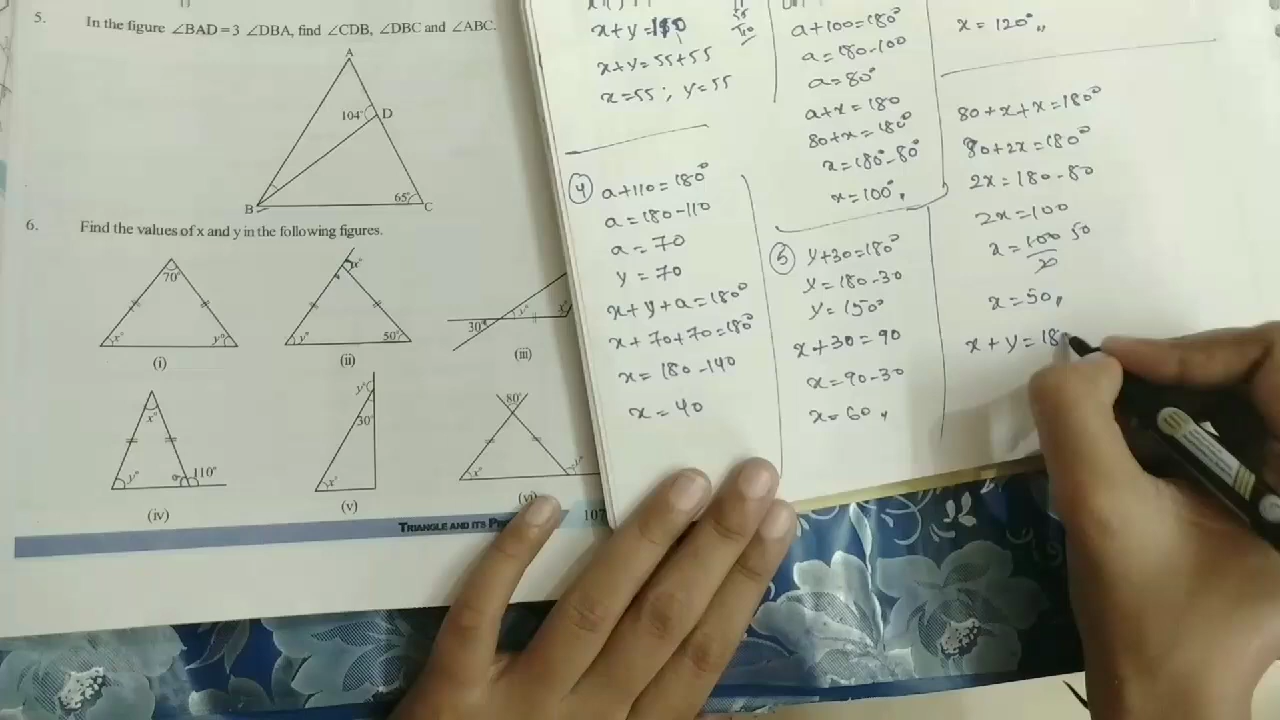 5. In the figure ∠BAD = 3 ∠DBA, find ∠CDB, ∠DBC and ∠ABC.
A
104° D
65°
B C
6. Find the values of x and y in the following figures.
70°
x° y°
(i)
x°
y° 50°
(ii)
30° y° x°
(iii)
x°
y° 110°
(iv)
y°
30°
x°
(v)
80°
x° y°
(vi)
TRIANGLE AND ITS
107
x+y = 55+55
x=55 ; y=55
④ a+110=180°
a=180-110
a=70
y=70
x+y+a=180°
x+70+70=180°
x=180-140
x=40
a+100=180°
a=180-100
a=80°
a+x=180
80+x=180°
x=180°-80°
x=100°,
⑤ y+30=180°
y=180-30
y=150°
x+30=90
x=90-30
x=60,
x=120°,,
80+x+x=180°
80+2x=180°
2x=180-80
2x=100
x=100 50
2
x=50,
x+y=18